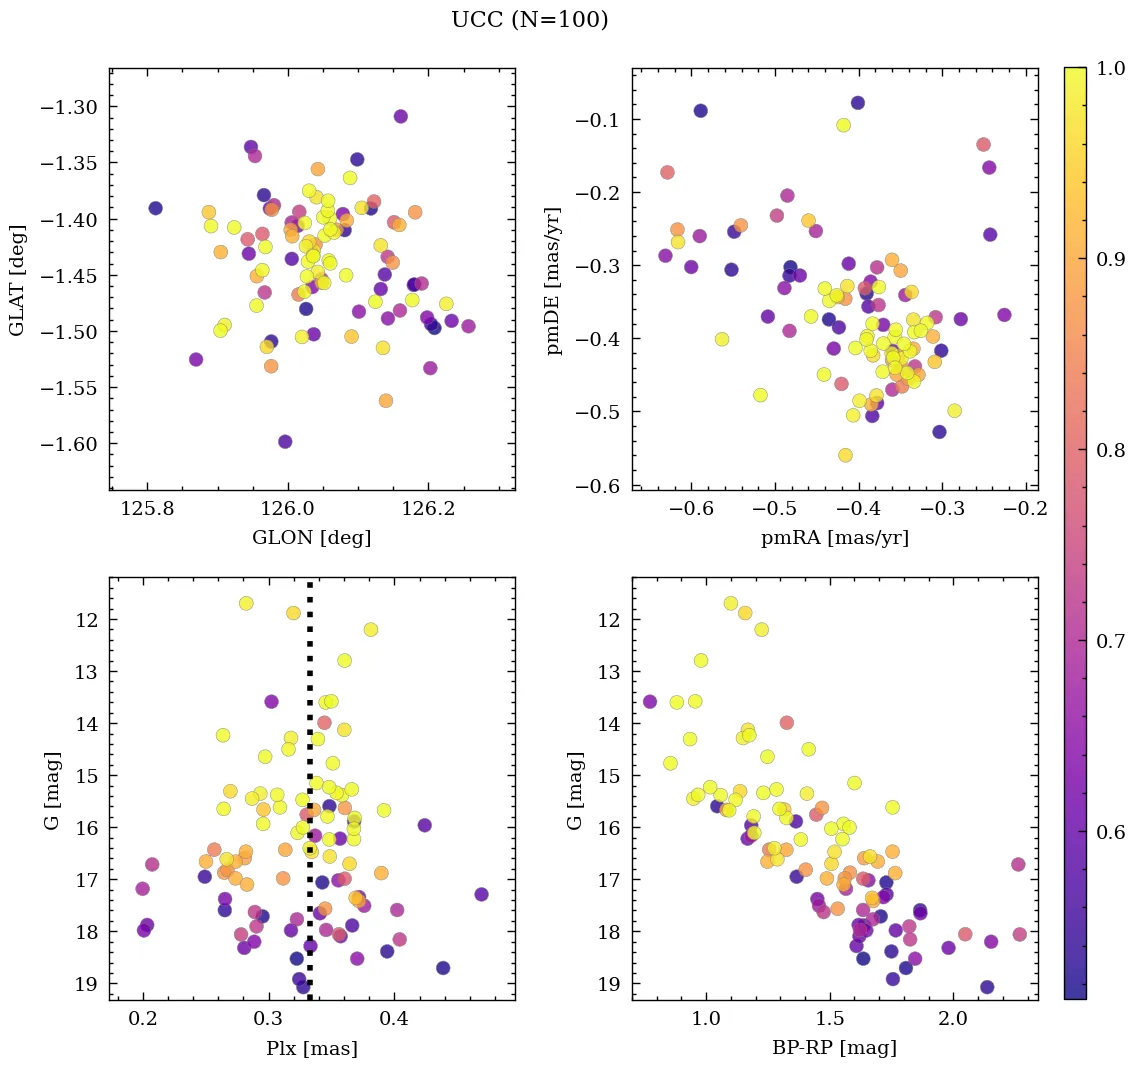 UCC (N=100)
−1.30
−1.35
−1.40
−1.45
−1.50
−1.55
−1.60
GLAT [deg]
125.8 126.0 126.2
GLON [deg]
−0.1
−0.2
−0.3
−0.4
−0.5
−0.6
pmDE [mas/yr]
−0.6 −0.5 −0.4 −0.3 −0.2
pmRA [mas/yr]
12
13
14
15
16
17
18
19
G [mag]
0.2 0.3 0.4
Plx [mas]
12
13
14
15
16
17
18
19
G [mag]
1.0 1.5 2.0
BP-RP [mag]
1.0
0.9
0.8
0.7
0.6